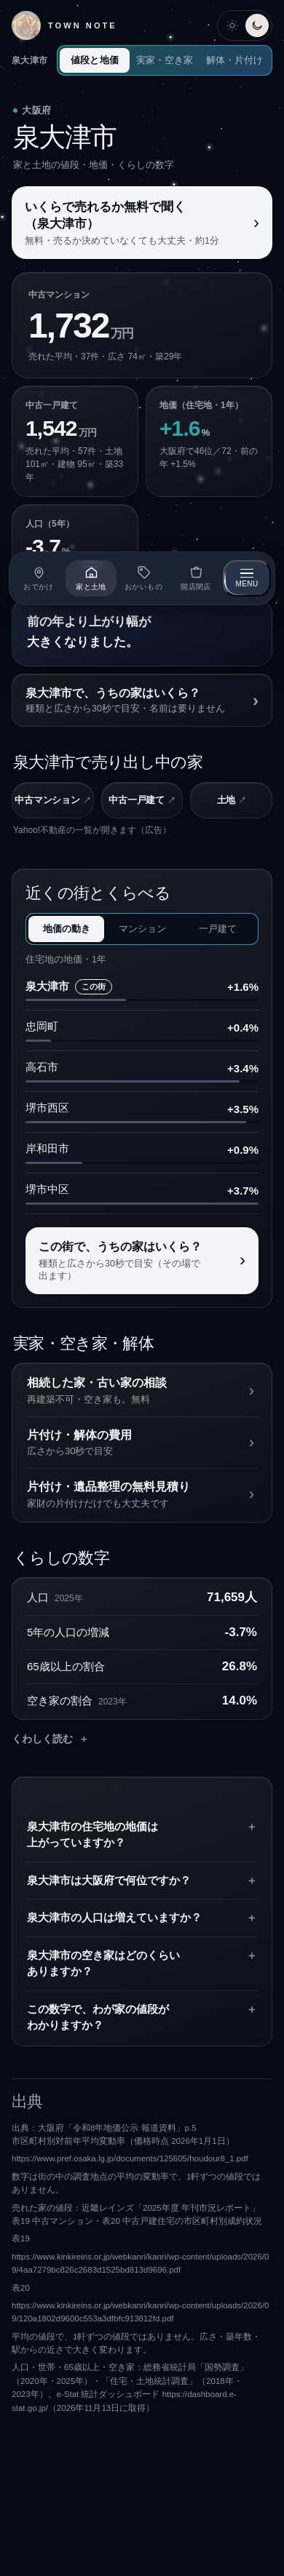 TOWN NOTE
泉大津市
値段と地価
実家・空き家
解体・片付け
大阪府
泉大津市
家と土地の値段・地価・くらしの数字
いくらで売れるか無料で聞く
（泉大津市）
無料・売るか決めていなくても大丈夫・約1分
中古マンション
1,732万円
売れた平均・37件・広さ 74㎡・築29年
中古一戸建て
1,542万円
売れた平均・57件・土地
101㎡・建物 95㎡・築33
年
地価（住宅地・1年）
+1.6%
大阪府で46位／72・前の
年 +1.5%
人口（5年）
-3.7%
おでかけ
家と土地
おかいもの
開店閉店
MENU
前の年より上がり幅が
大きくなりました。
泉大津市で、うちの家はいくら？
種類と広さから30秒で目安・名前は要りません
泉大津市で売り出し中の家
中古マンション ↗
中古一戸建て ↗
土地 ↗
Yahoo!不動産の一覧が開きます（広告）
近くの街とくらべる
地価の動き
マンション
一戸建て
住宅地の地価・1年
泉大津市 この街 +1.6%
忠岡町 +0.4%
高石市 +3.4%
堺市西区 +3.5%
岸和田市 +0.9%
堺市中区 +3.7%
この街で、うちの家はいくら？
種類と広さから30秒で目安（その場で
出ます）
実家・空き家・解体
相続した家・古い家の相談
再建築不可・空き家も。無料
片付け・解体の費用
広さから30秒で目安
片付け・遺品整理の無料見積り
家財の片付けだけでも大丈夫です
くらしの数字
人口 2025年 71,659人
5年の人口の増減 -3.7%
65歳以上の割合 26.8%
空き家の割合 2023年 14.0%
くわしく読む +
泉大津市の住宅地の地価は
上がっていますか？
泉大津市は大阪府で何位ですか？
泉大津市の人口は増えていますか？
泉大津市の空き家はどのくらい
ありますか？
この数字で、わが家の値段が
わかりますか？
出典
出典：大阪府「令和8年地価公示 報道資料」p.5
市区町村別対前年平均変動率（価格時点 2026年1月1日）
https://www.pref.osaka.lg.jp/documents/125605/houdour8_1.pdf
数字は街の中の調査地点の平均の変動率で、1軒ずつの値段では
ありません。
売れた家の値段：近畿レインズ「2025年度 年刊市況レポート」
表19 中古マンション・表20 中古戸建住宅の市区町村別成約状況
表19
https://www.kinkireins.or.jp/webkanri/kanri/wp-content/uploads/2026/0
9/4aa7279bc826c2683d1525bd813d9696.pdf
表20
https://www.kinkireins.or.jp/webkanri/kanri/wp-content/uploads/2026/0
9/120a1802d9600c553a3dfbfc913812fd.pdf
平均の値段で、1軒ずつの値段ではありません。広さ・築年数・
駅からの近さで大きく変わります。
人口・世帯・65歳以上・空き家：総務省統計局「国勢調査」
（2020年・2025年）・「住宅・土地統計調査」（2018年・
2023年）。e-Stat 統計ダッシュボード https://dashboard.e-
stat.go.jp/（2026年11月13日に取得）